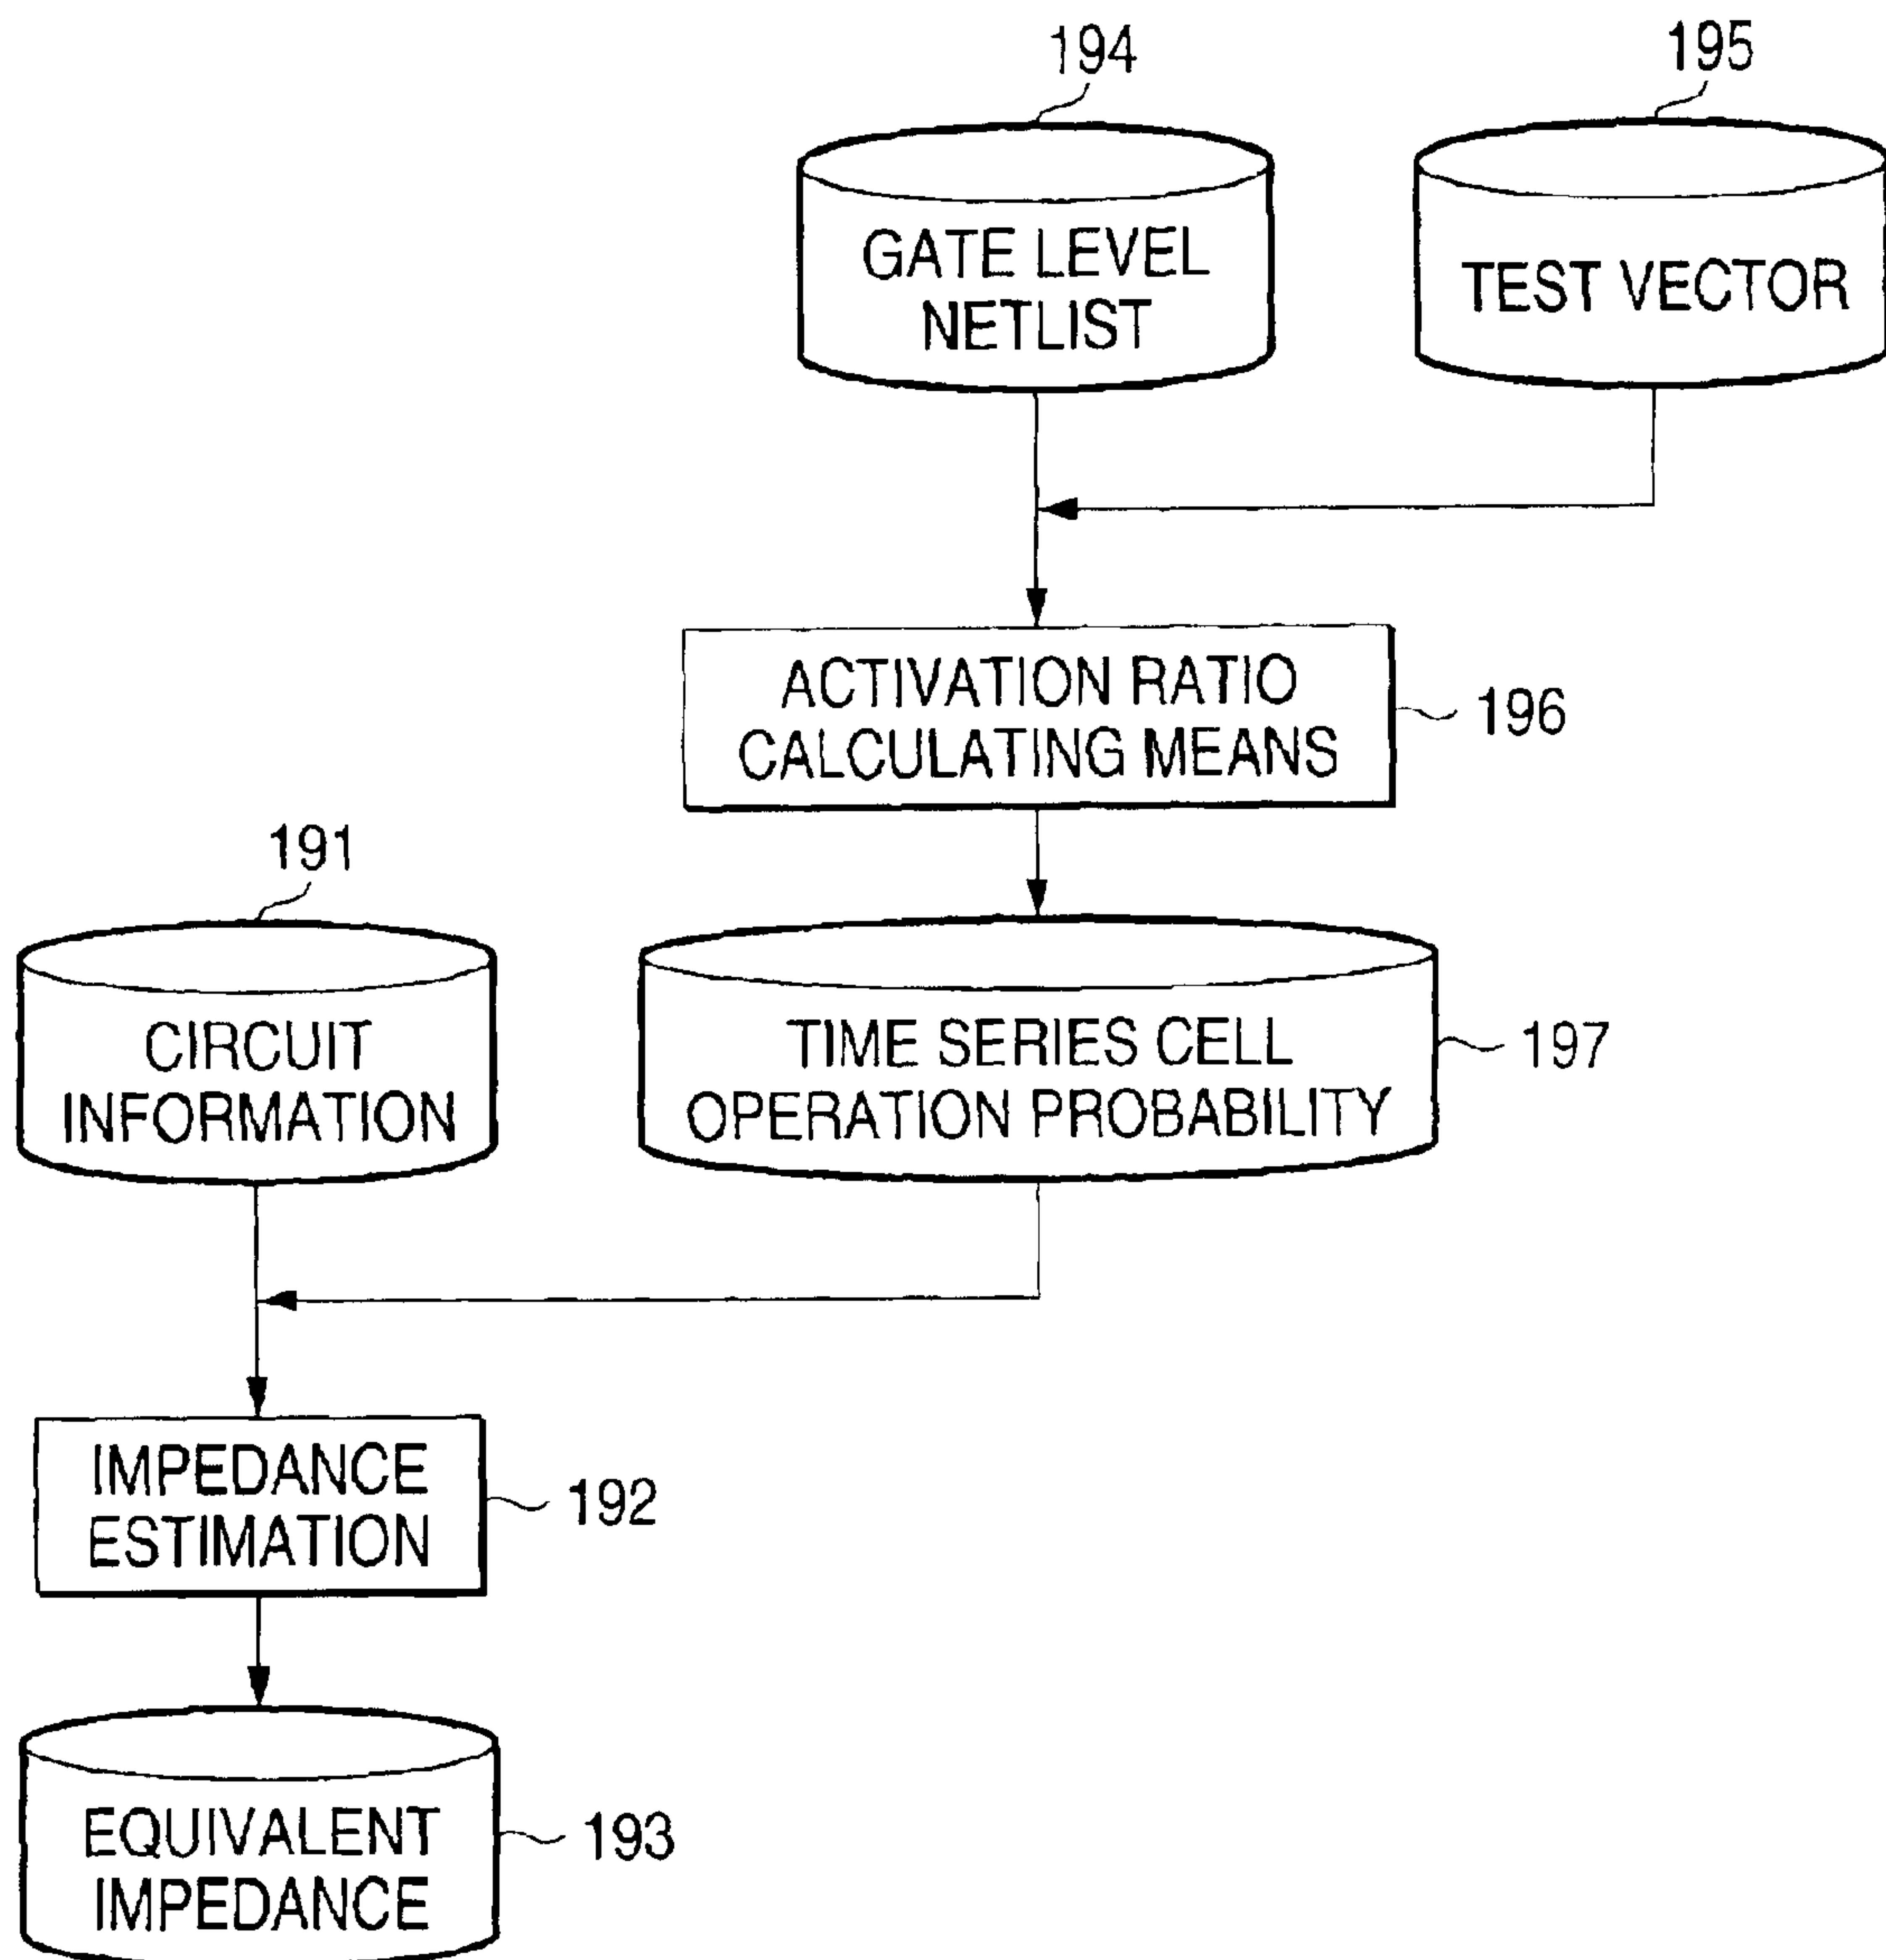 194
195
GATE LEVEL
NETLIST
TEST VECTOR
ACTIVATION RATIO
CALCULATING MEANS
196
191
CIRCUIT
INFORMATION
TIME SERIES CELL
OPERATION PROBABILITY
197
IMPEDANCE
ESTIMATION
192
EQUIVALENT
IMPEDANCE
193